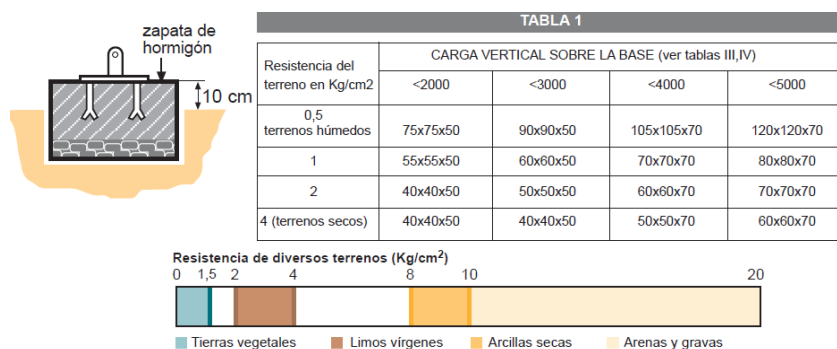 zapata de
hormigón
10 cm
TABLA 1
Resistencia del
terreno en Kg/cm2
CARGA VERTICAL SOBRE LA BASE (ver tablas III,IV)
<2000 <3000 <4000 <5000
0,5
terrenos húmedos 75x75x50 90x90x50 105x105x70 120x120x70
1 55x55x50 60x60x50 70x70x70 80x80x70
2 40x40x50 50x50x50 60x60x70 70x70x70
4 (terrenos secos) 40x40x50 40x40x50 50x50x70 60x60x70
Resistencia de diversos terrenos (Kg/cm²)
0 1,5 2 4 8 10 20
Tierras vegetales Limos vírgenes Arcillas secas Arenas y gravas